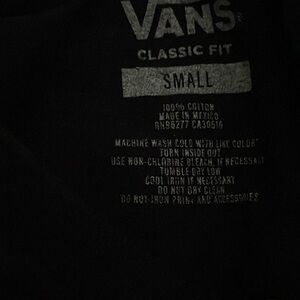 VANS
CLASSIC FIT
SMALL
100% COTTON
MADE IN MEXICO
RN86277 CA30516
MACHINE WASH COLD WITH LIKE COLORS
TURN INSIDE OUT
USE NON-CHLORINE BLEACH, IF NECESSARY
TUMBLE DRY LOW
COOL IRON IF NECESSARY
DO NOT DRY CLEAN
DO NOT IRON PRINT AND ACCESSORIES